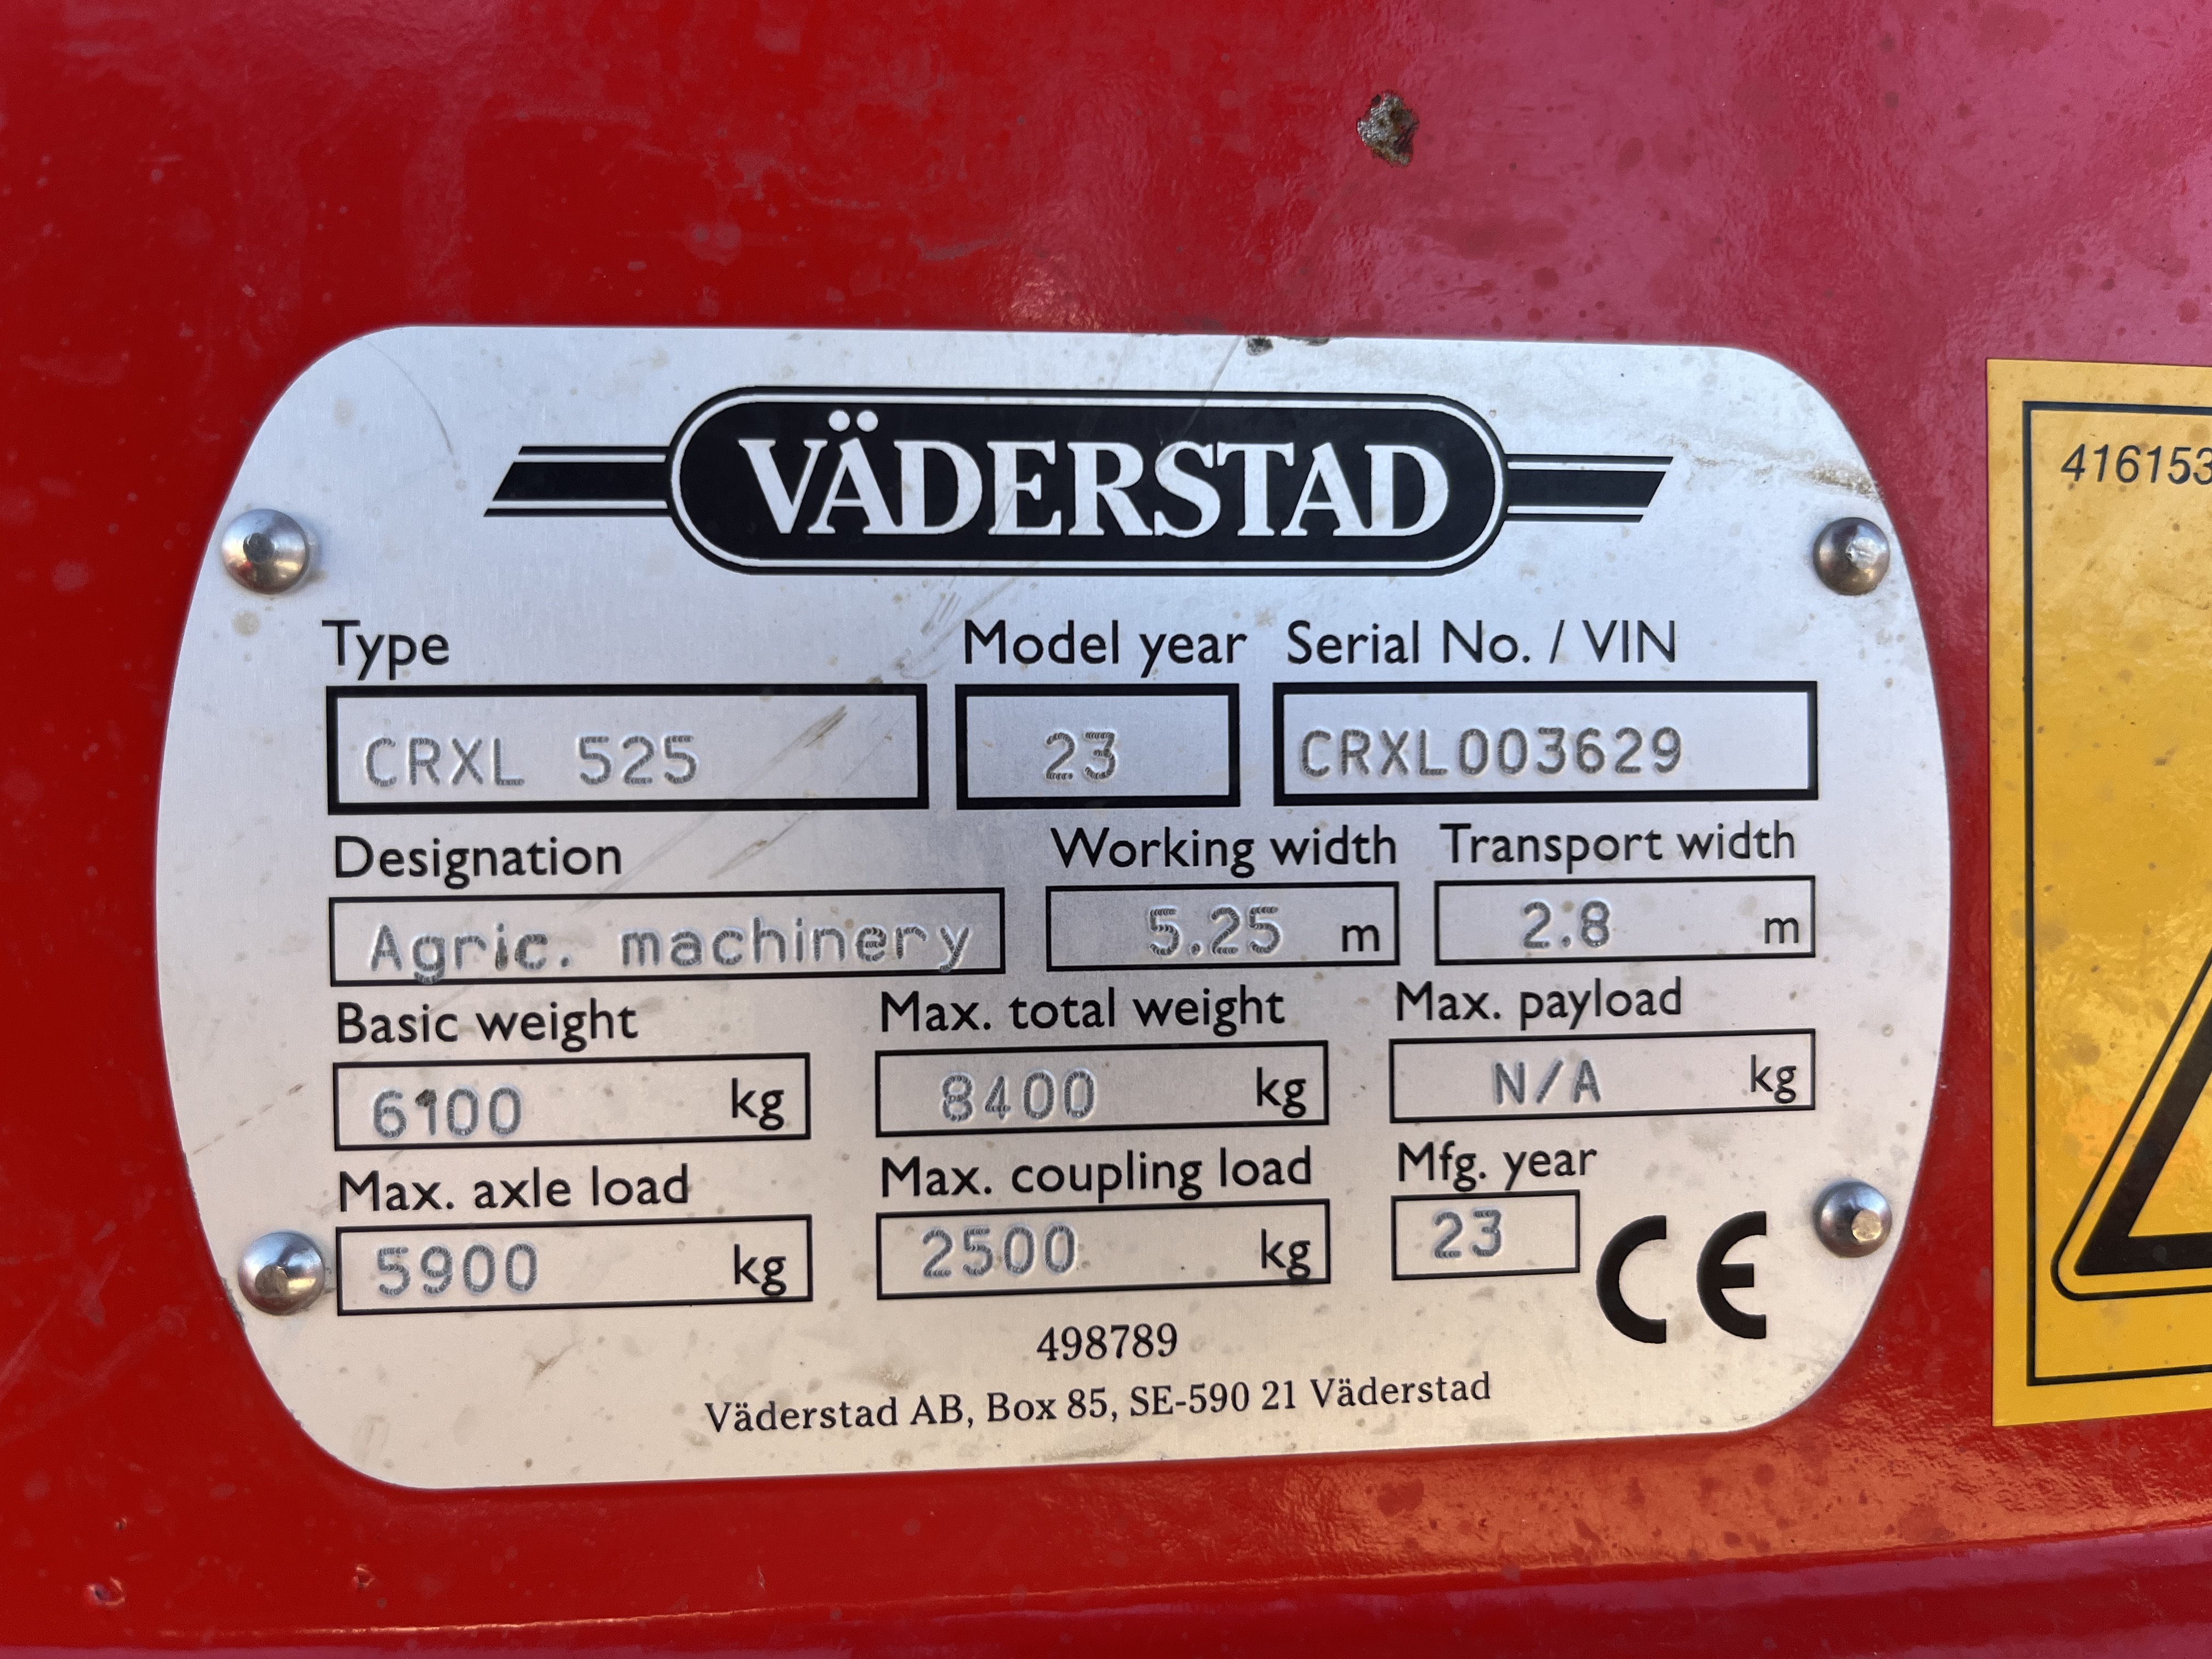 VÄDERSTAD
Type Model year Serial No. / VIN
CRXL 525 23 CRXL003629
Designation Working width Transport width
Agric. machinery 5.25 m 2.8 m
Basic weight Max. total weight Max. payload
6100 kg 8400 kg N/A kg
Max. axle load Max. coupling load Mfg. year
5900 kg 2500 kg 23 CE
498789
Väderstad AB, Box 85, SE-590 21 Väderstad
416153